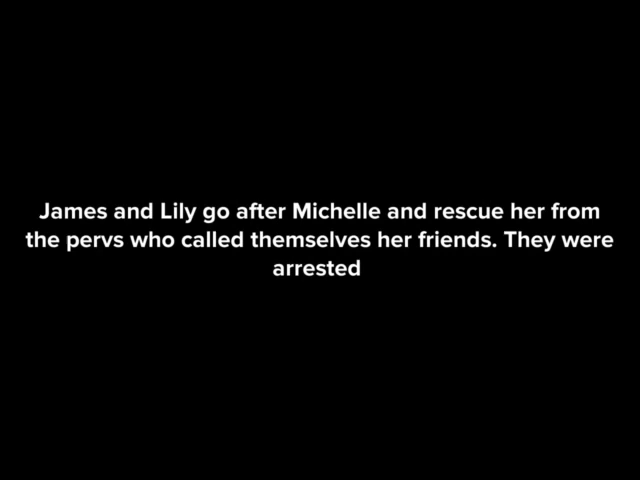 James and Lily go after Michelle and rescue her from
the pervs who called themselves her friends. They were
arrested